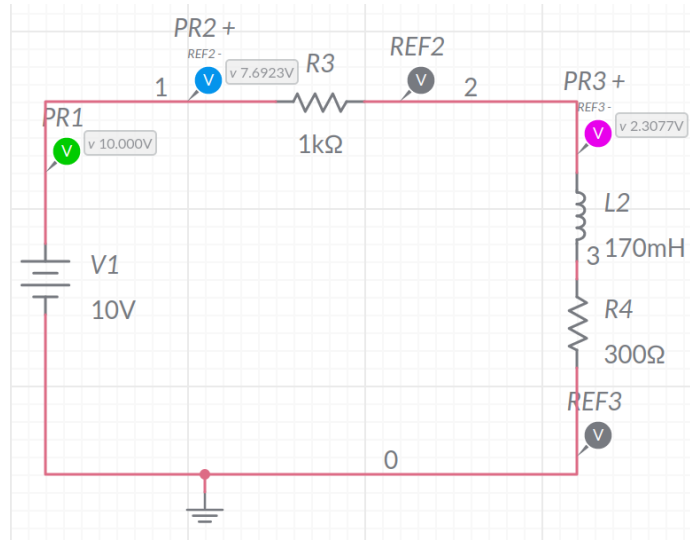 PR2 +
REF2 -
V
v 7.6923V
R3
1kΩ
REF2
V
1
2
PR3 +
REF3 -
V
v 2.3077V
PR1
V
v 10.000V
L2
170mH
3
V1
10V
R4
300Ω
REF3
V
0